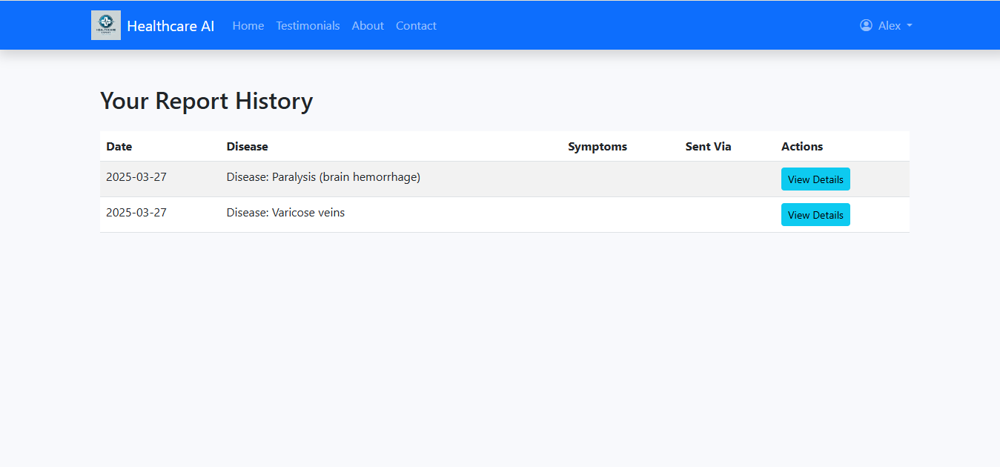 HEALTHCARE
Healthcare AI Home Testimonials About Contact Alex
Your Report History
Date Disease Symptoms Sent Via Actions
2025-03-27 Disease: Paralysis (brain hemorrhage) View Details
2025-03-27 Disease: Varicose veins View Details